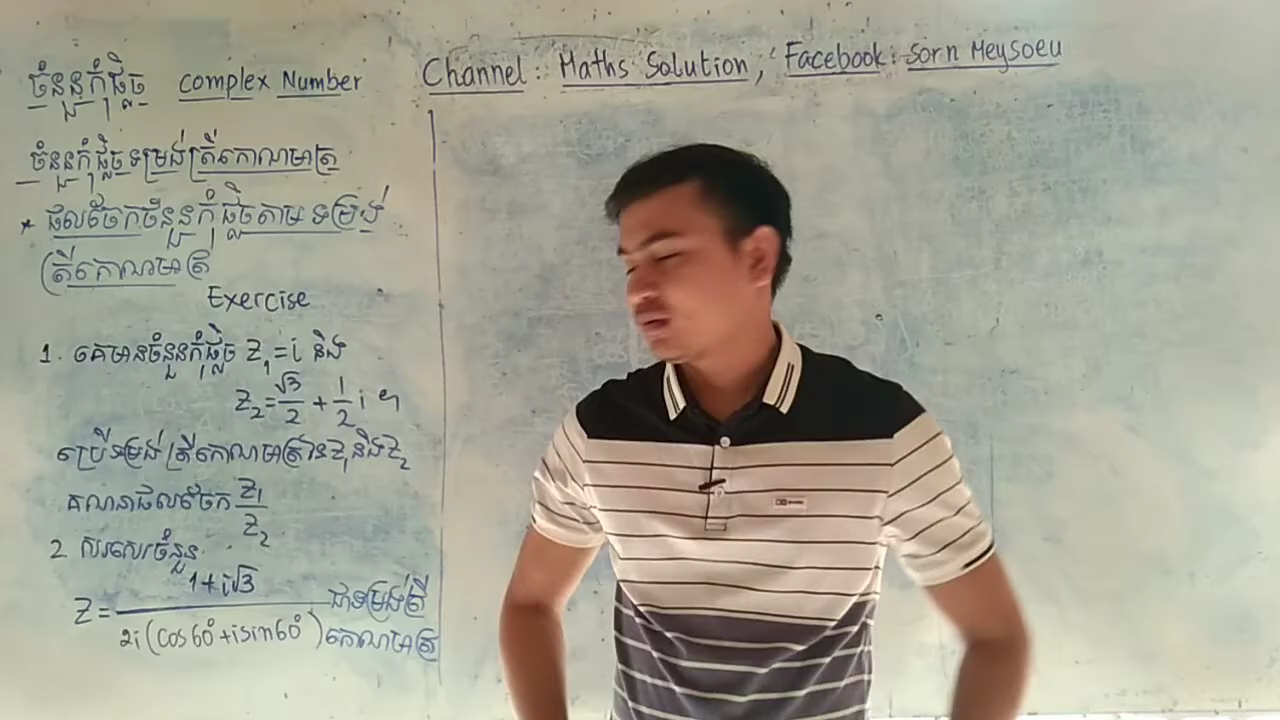 ចំនួនកុំផ្លិច complex Number
Channel : Maths Solution, Facebook : Sorn Meysoeu
ចំនួនកុំផ្លិចទម្រង់ត្រីកោណមាត្រ
* ផលចែកចំនួនកុំផ្លិចតាមទម្រង់
ត្រីកោណមាត្រ
Exercise
1. គេមានចំនួនកុំផ្លិច Z₁ = i និង
Z₂ = √3/2 + 1/2 i ។
ប្រើទម្រង់ត្រីកោណមាត្រនៃ Z₁ និង Z₂
គណនាផលចែក Z₁/Z₂
2. សរសេរចំនួន
Z = (1+i√3)/(2i(cos60°+isin60°)) ជាទម្រង់ត្រី
កោណមាត្រ